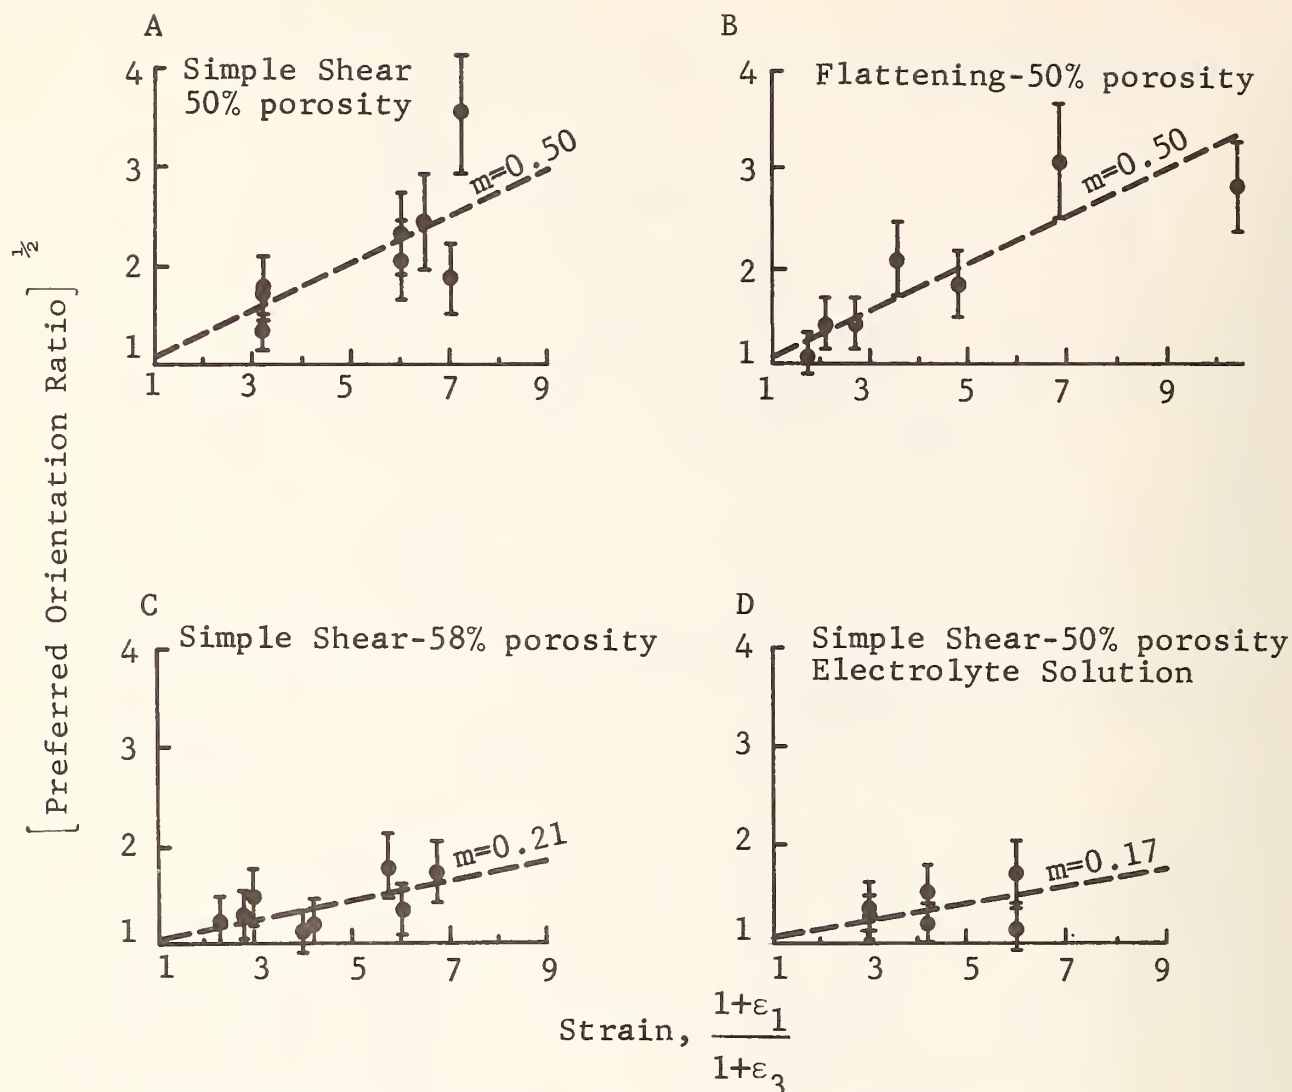 A
Simple Shear
50% porosity
4
3
2
1
1 3 5 7 9
m=0.50
B
Flattening-50% porosity
4
3
2
1
1 3 5 7 9
m=0.50
[Preferred Orientation Ratio]½
C
Simple Shear-58% porosity
4
3
2
1
1 3 5 7 9
m=0.21
D
Simple Shear-50% porosity
Electrolyte Solution
4
3
2
1
1 3 5 7 9
m=0.17
Strain, 1+ε₁
1+ε₃